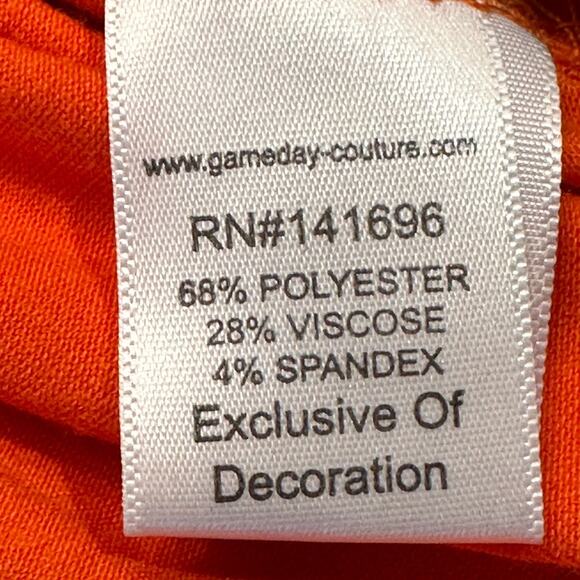 www.gameday-couture.com
RN#141696
68% POLYESTER
28% VISCOSE
4% SPANDEX
Exclusive Of
Decoration